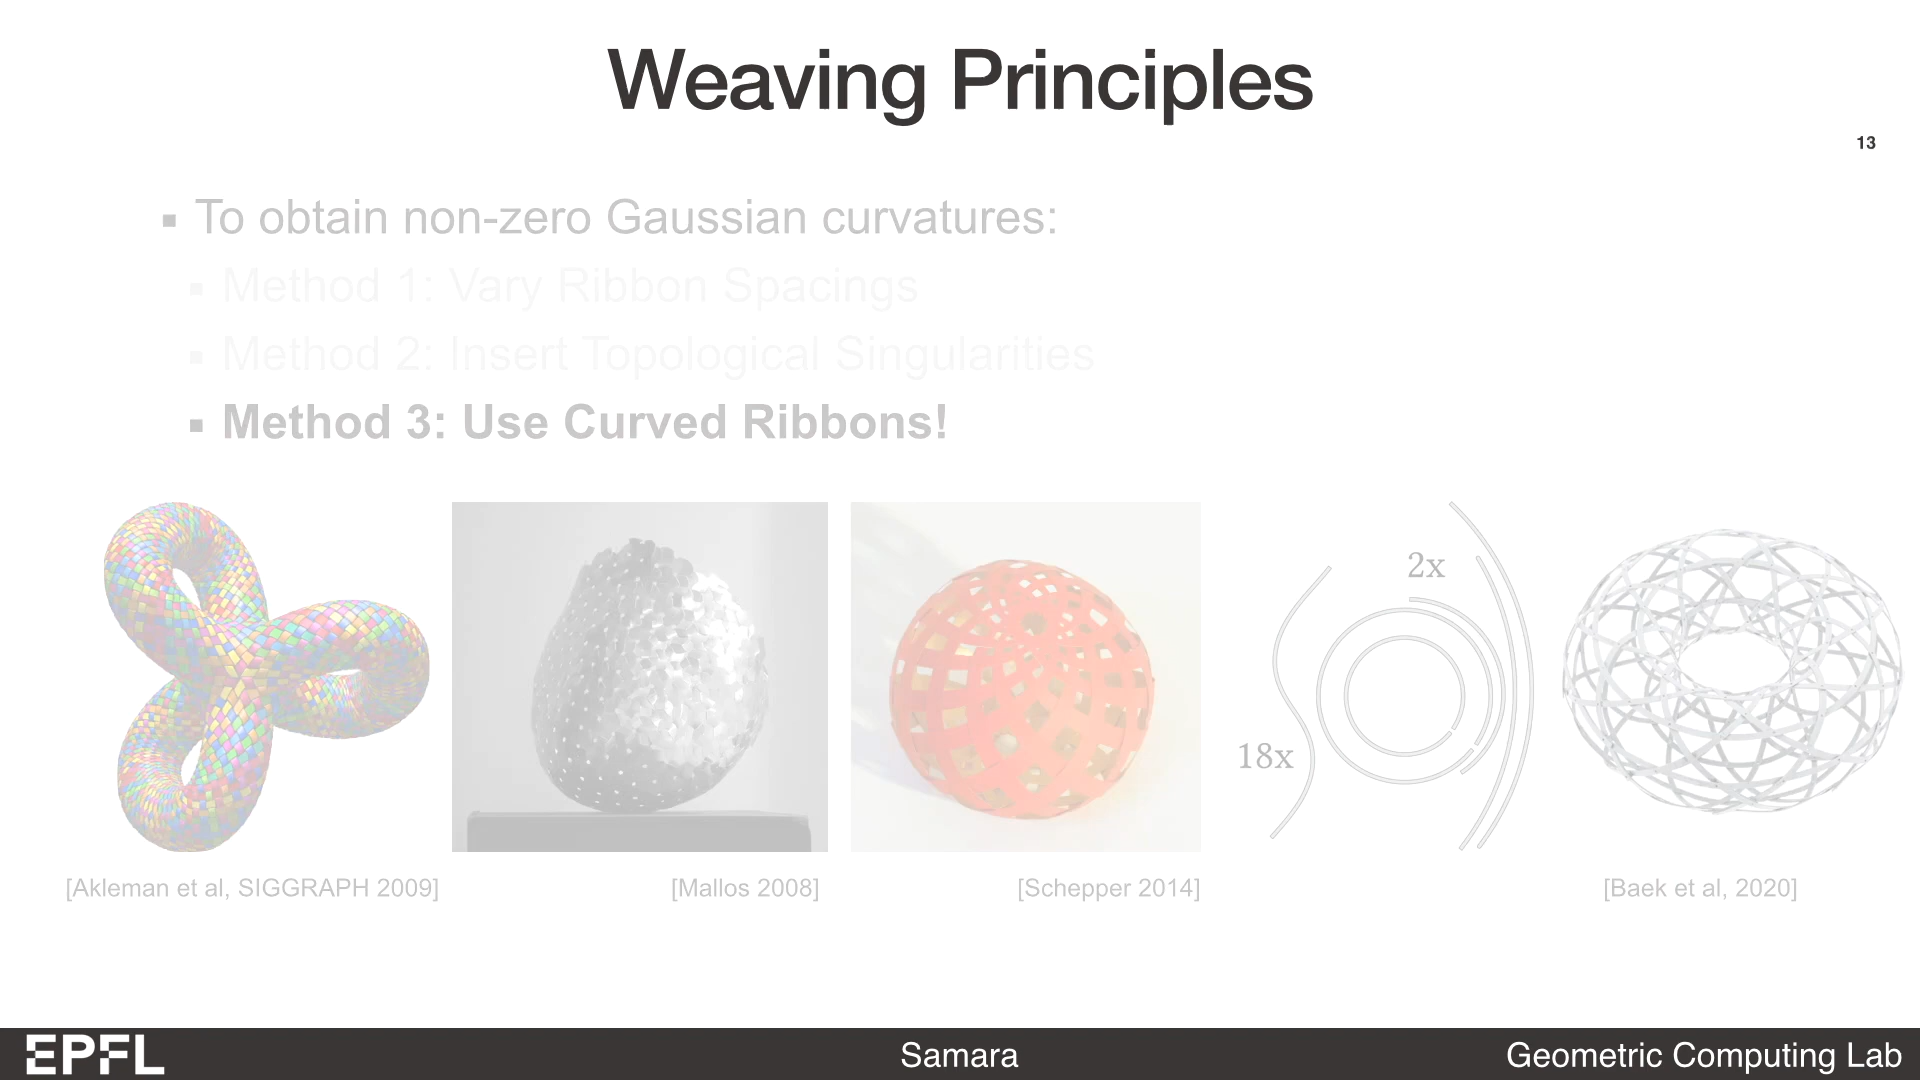 Weaving Principles
13
To obtain non-zero Gaussian curvatures:
Method 1: Vary Ribbon Spacings
Method 2: Insert Topological Singularities
Method 3: Use Curved Ribbons!
2x
18x
[Akleman et al, SIGGRAPH 2009]
[Mallos 2008]
[Schepper 2014]
[Baek et al, 2020]
EPFL
Samara
Geometric Computing Lab